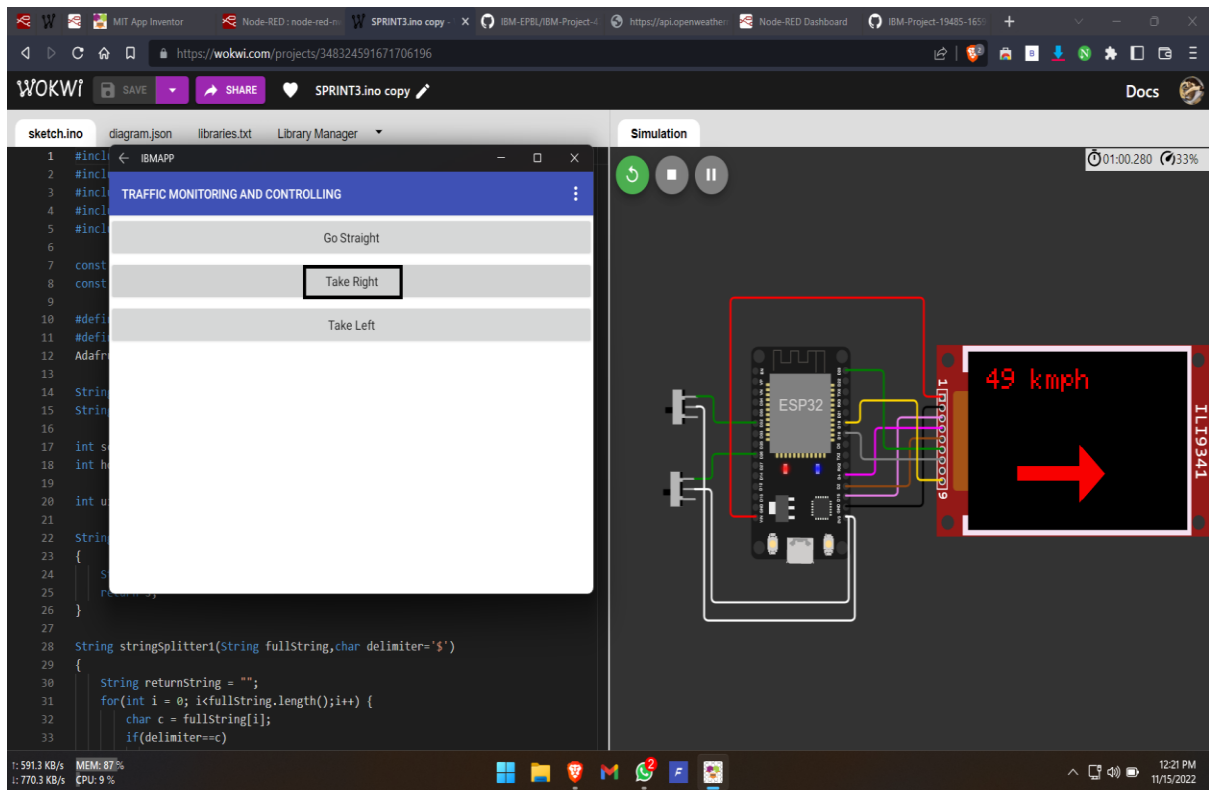 MIT App Inventor
Node-RED : node-red-n
SPRINT3.ino copy -
IBM-EPBL/IBM-Project-4
https://api.openweather
Node-RED Dashboard
IBM-Project-19485-165
https://wokwi.com/projects/348324591671706196
WOKWI
SAVE
SHARE
SPRINT3.ino copy
Docs
sketch.ino
diagram.json
libraries.txt
Library Manager
Simulation
1 #incl
2 #incl
3 #incl
4 #incl
5 #incl
6
7 const
8 const
9
10 #defi
11 #defi
12 Adafr
13
14 String
15 String
16
17 int s
18 int h
19
20 int u
21
22 String
23 {
24 S
25 return s;
26 }
27
28 String stringSplitter1(String fullString,char delimiter='$')
29 {
30 String returnString = "";
31 for(int i = 0; i<fullString.length();i++) {
32 char c = fullString[i];
33 if(delimiter==c)
IBMAPP
TRAFFIC MONITORING AND CONTROLLING
Go Straight
Take Right
Take Left
01:00.280
33%
ESP32
1
9
49 kmph
ILI9341
↑: 591.3 KB/s MEM: 87 %
↓: 770.3 KB/s CPU: 9 %
2
12:21 PM
11/15/2022